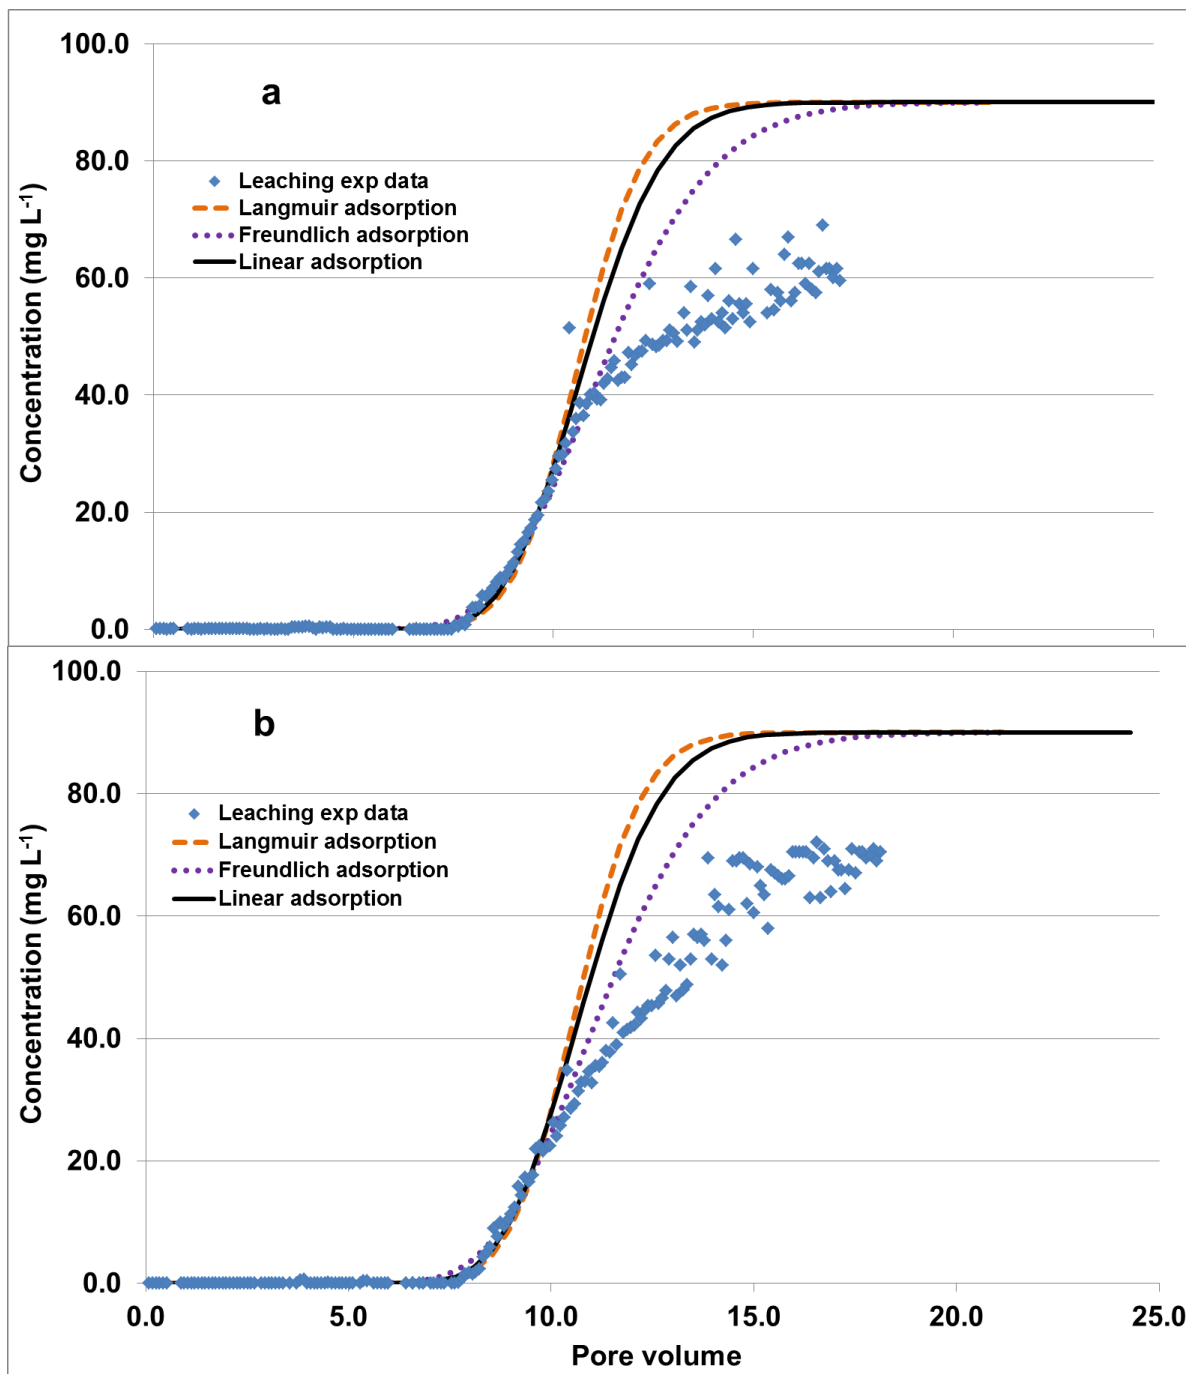 100.0
a
80.0
Leaching exp data
Langmuir adsorption
Freundlich adsorption
Linear adsorption
60.0
40.0
20.0
0.0
Concentration (mg L⁻¹)
100.0
b
80.0
Leaching exp data
Langmuir adsorption
Freundlich adsorption
Linear adsorption
60.0
40.0
20.0
0.0
Concentration (mg L⁻¹)
0.0 5.0 10.0 15.0 20.0 25.0
Pore volume